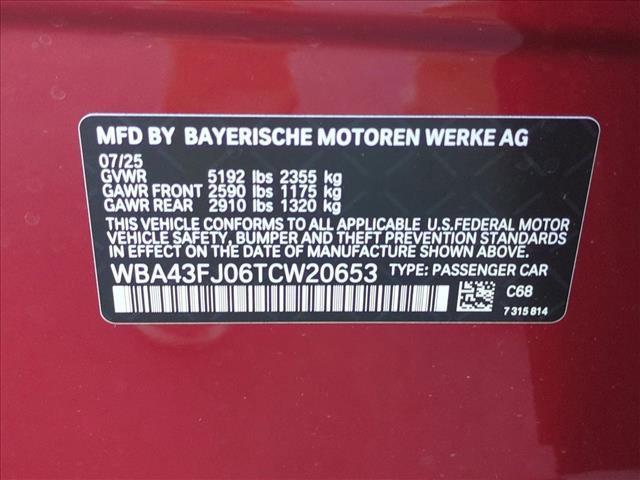 MFD BY BAYERISCHE MOTOREN WERKE AG
07/25
GVWR 5192 lbs 2355 kg
GAWR FRONT 2590 lbs 1175 kg
GAWR REAR 2910 lbs 1320 kg
THIS VEHICLE CONFORMS TO ALL APPLICABLE U.S.FEDERAL MOTOR
VEHICLE SAFETY, BUMPER AND THEFT PREVENTION STANDARDS
IN EFFECT ON THE DATE OF MANUFACTURE SHOWN ABOVE.
WBA43FJ06TCW20653 TYPE: PASSENGER CAR
C68
7 315 814